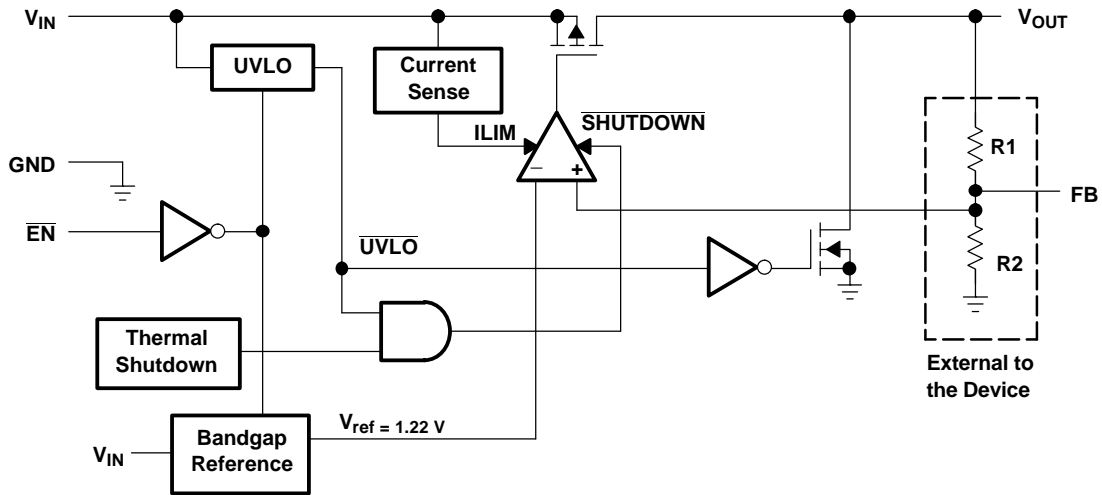 VIN
VOUT
UVLO
Current
Sense
SHUTDOWN
ILIM
R1
GND
− +
FB
EN
UVLO
R2
Thermal
Shutdown
External to
the Device
Vref = 1.22 V
Bandgap
Reference
VIN